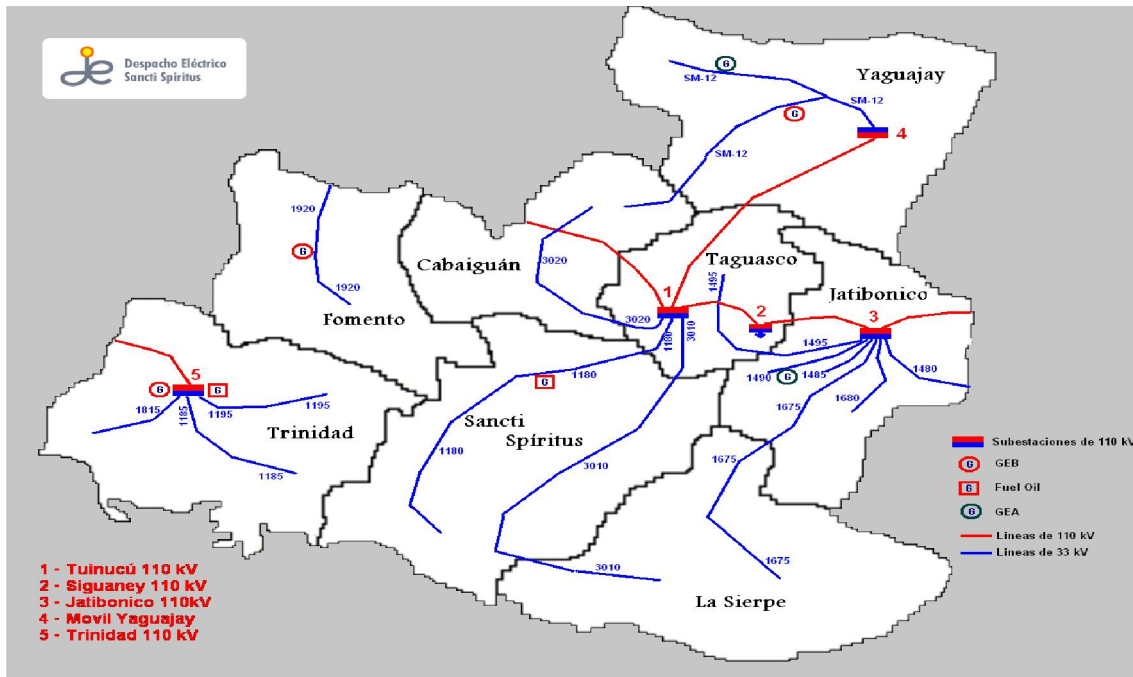 Despacho Eléctrico
Sancti Spiritus
G
SM-12
Yaguajay
SM-12
G
4
SM-12
1920
G
1920
Fomento
Cabaiguán
3020
3020
Taguasco
1495
1
2
1180
3010
Jatibonico
3
1495
1490
G
1485
1480
1680
1675
1675
1675
5
G
G
1815
1185
1195
1195
1185
Trinidad
1180
G
Sancti
Spíritus
1180
3010
3010
La Sierpe
Subestaciones de 110 kV
G
GEB
G
Fuel Oil
G
GEA
Lineas de 110 kV
Lineas de 33 kV
1 - Tuinucú 110 kV
2 - Siguaney 110 kV
3 - Jatibonico 110kV
4 - Movil Yaguajay
5 - Trinidad 110 kV